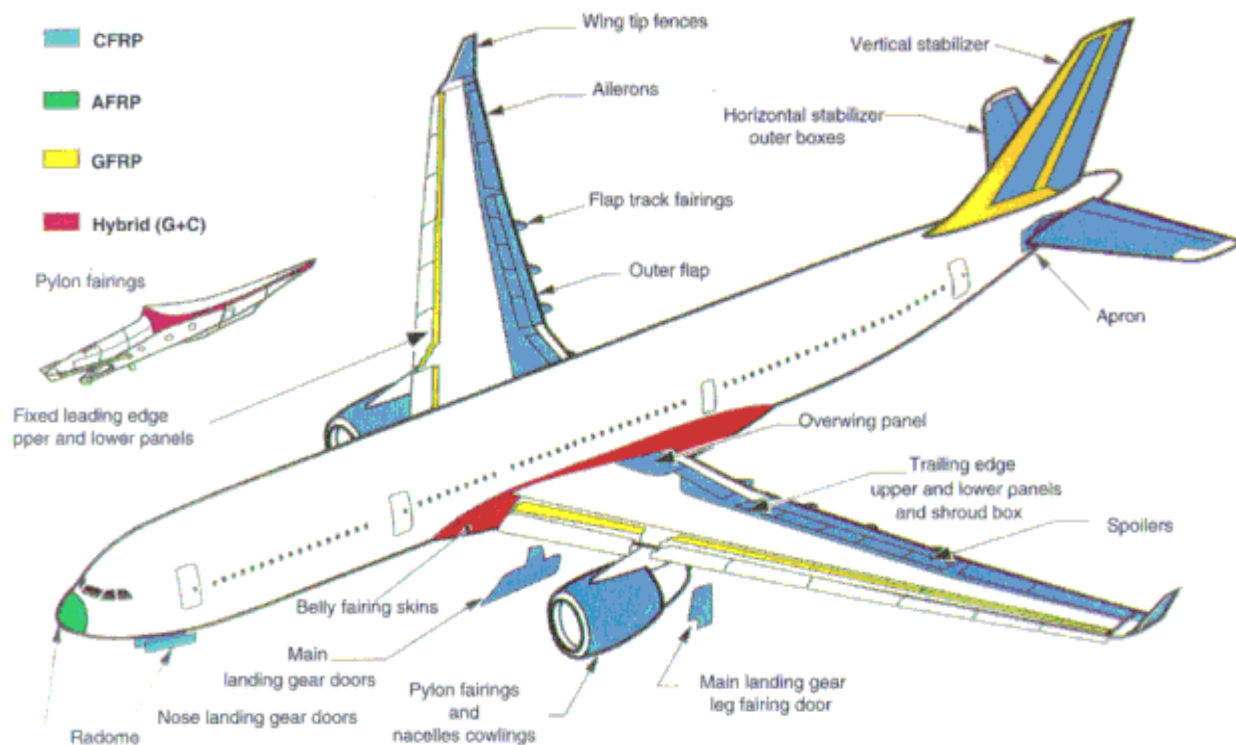 CFRP
AFRP
GFRP
Hybrid (G+C)
Pylon fairings
Fixed leading edge
pper and lower panels
Wing tip fences
Ailerons
Flap track fairings
Outer flap
Vertical stabilizer
Horizontal stabilizer
outer boxes
Apron
Overwing panel
Trailing edge
upper and lower panels
and shroud box
Spoilers
Belly fairing skins
Main
landing gear doors
Nose landing gear doors
Radome
Pylon fairings
and
nacelles cowlings
Main landing gear
leg fairing door